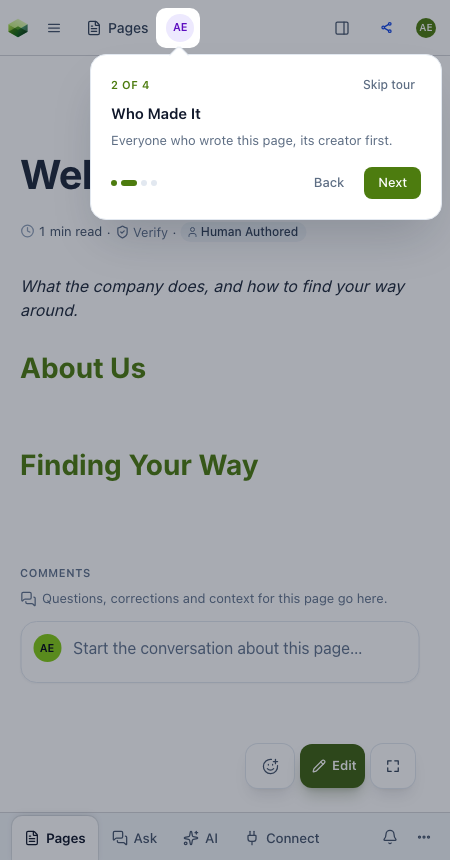 Pages
AE
AE
2 OF 4
Skip tour
Who Made It
Everyone who wrote this page, its creator first.
Back
Next
1 min read · Verify · Human Authored
What the company does, and how to find your way
around.
About Us
Finding Your Way
COMMENTS
Questions, corrections and context for this page go here.
AE
Start the conversation about this page...
Edit
Pages
Ask
AI
Connect